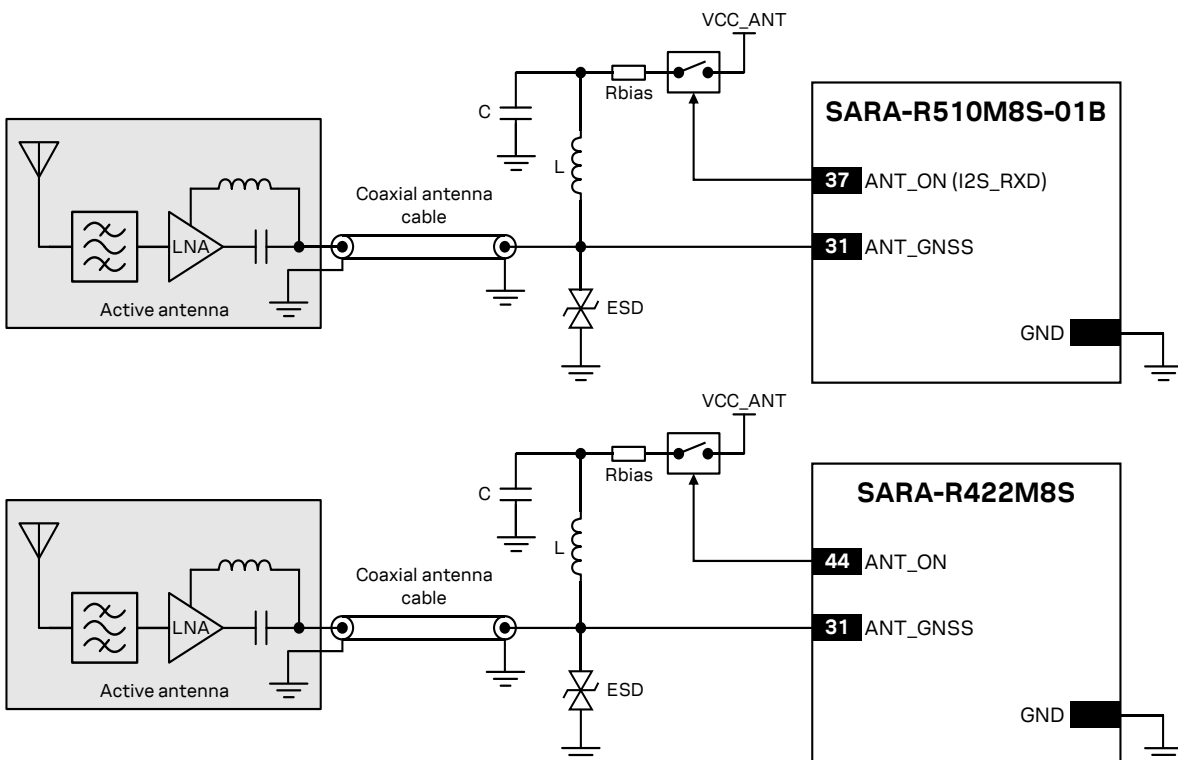 VCC_ANT
Rbias
C
SARA-R510M8S-01B
L
37 ANT_ON (I2S_RXD)
Coaxial antenna
cable
LNA
31 ANT_GNSS
Active antenna
ESD
GND
VCC_ANT
Rbias
C
SARA-R422M8S
L
44 ANT_ON
Coaxial antenna
cable
LNA
31 ANT_GNSS
Active antenna
ESD
GND